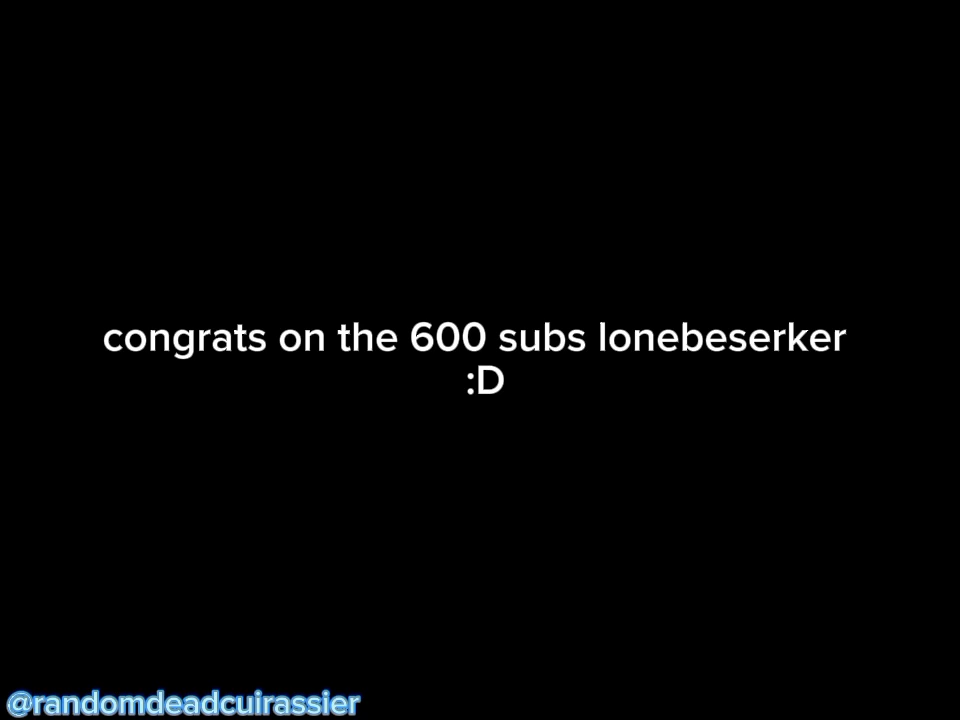 congrats on the 600 subs lonebeserker
:D
@randomdeadcuirassier